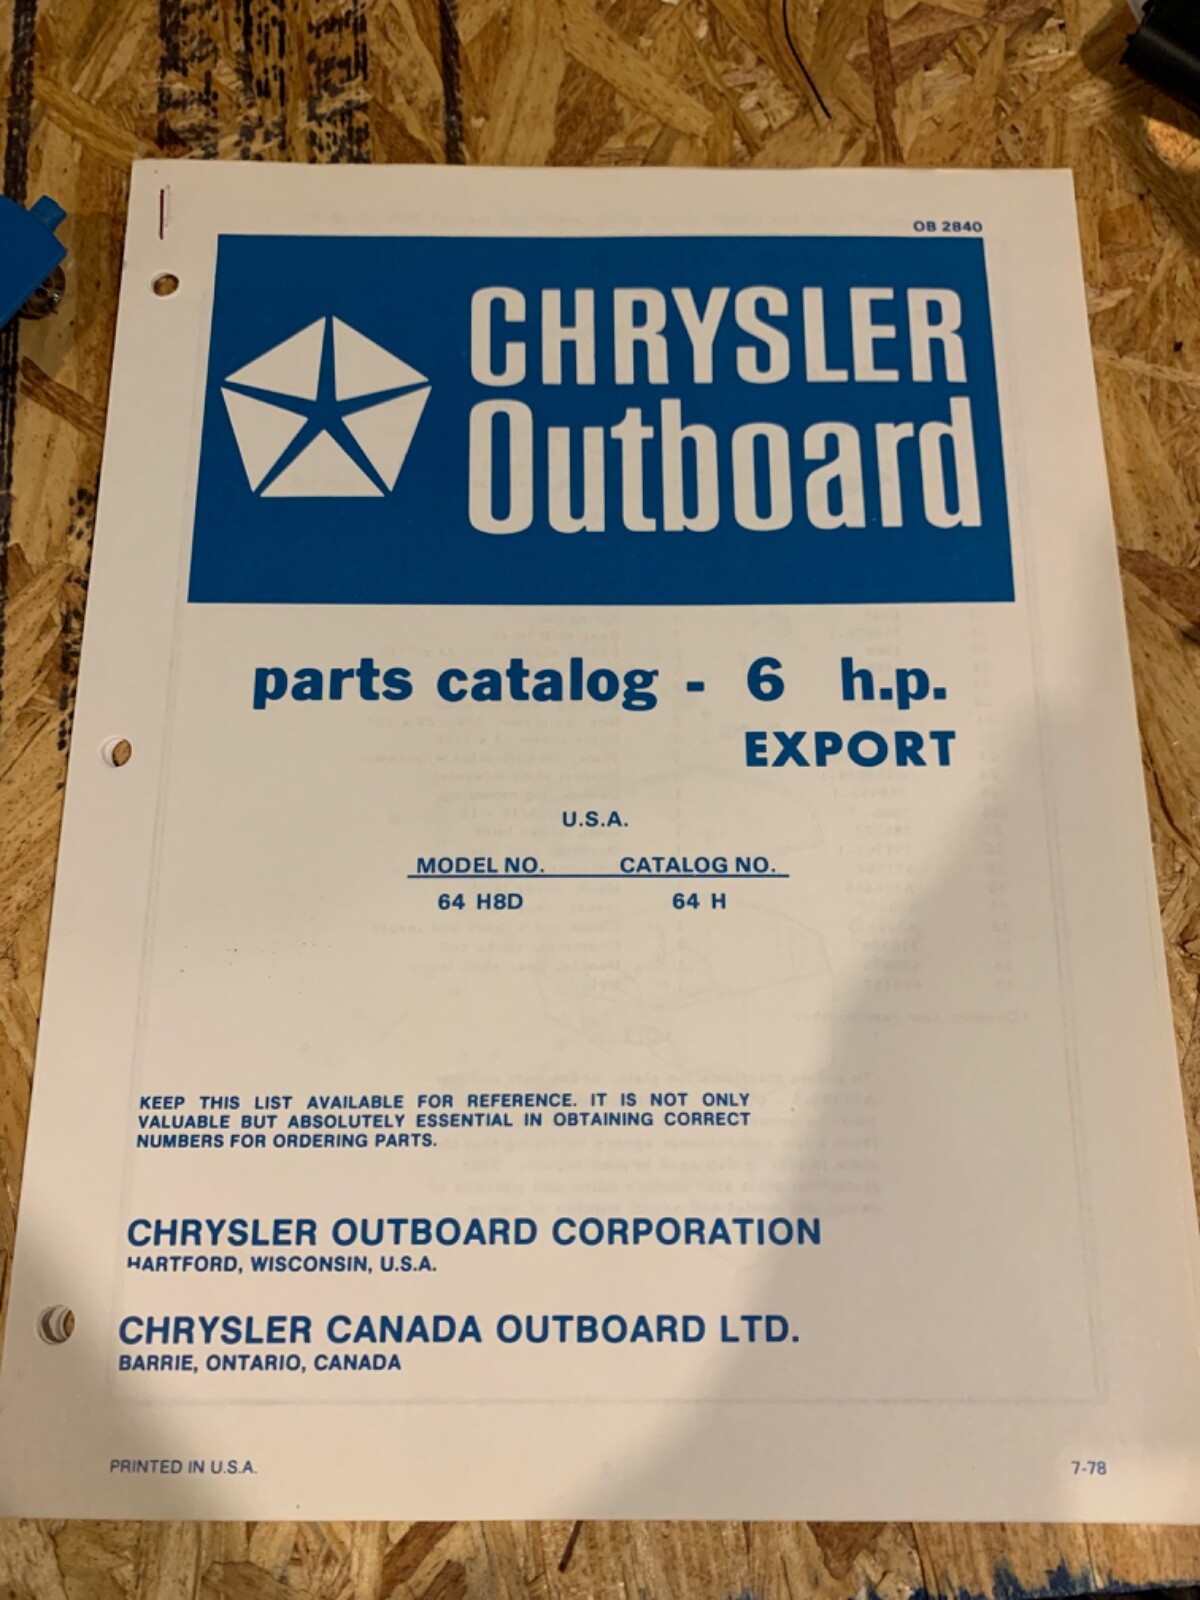 OB 2840
CHRYSLER
Outboard
parts catalog - 6 h.p.
EXPORT
U.S.A.
MODEL NO. CATALOG NO.
64 H8D 64 H
KEEP THIS LIST AVAILABLE FOR REFERENCE. IT IS NOT ONLY
VALUABLE BUT ABSOLUTELY ESSENTIAL IN OBTAINING CORRECT
NUMBERS FOR ORDERING PARTS.
CHRYSLER OUTBOARD CORPORATION
HARTFORD, WISCONSIN, U.S.A.
CHRYSLER CANADA OUTBOARD LTD.
BARRIE, ONTARIO, CANADA
PRINTED IN U.S.A.
7-78